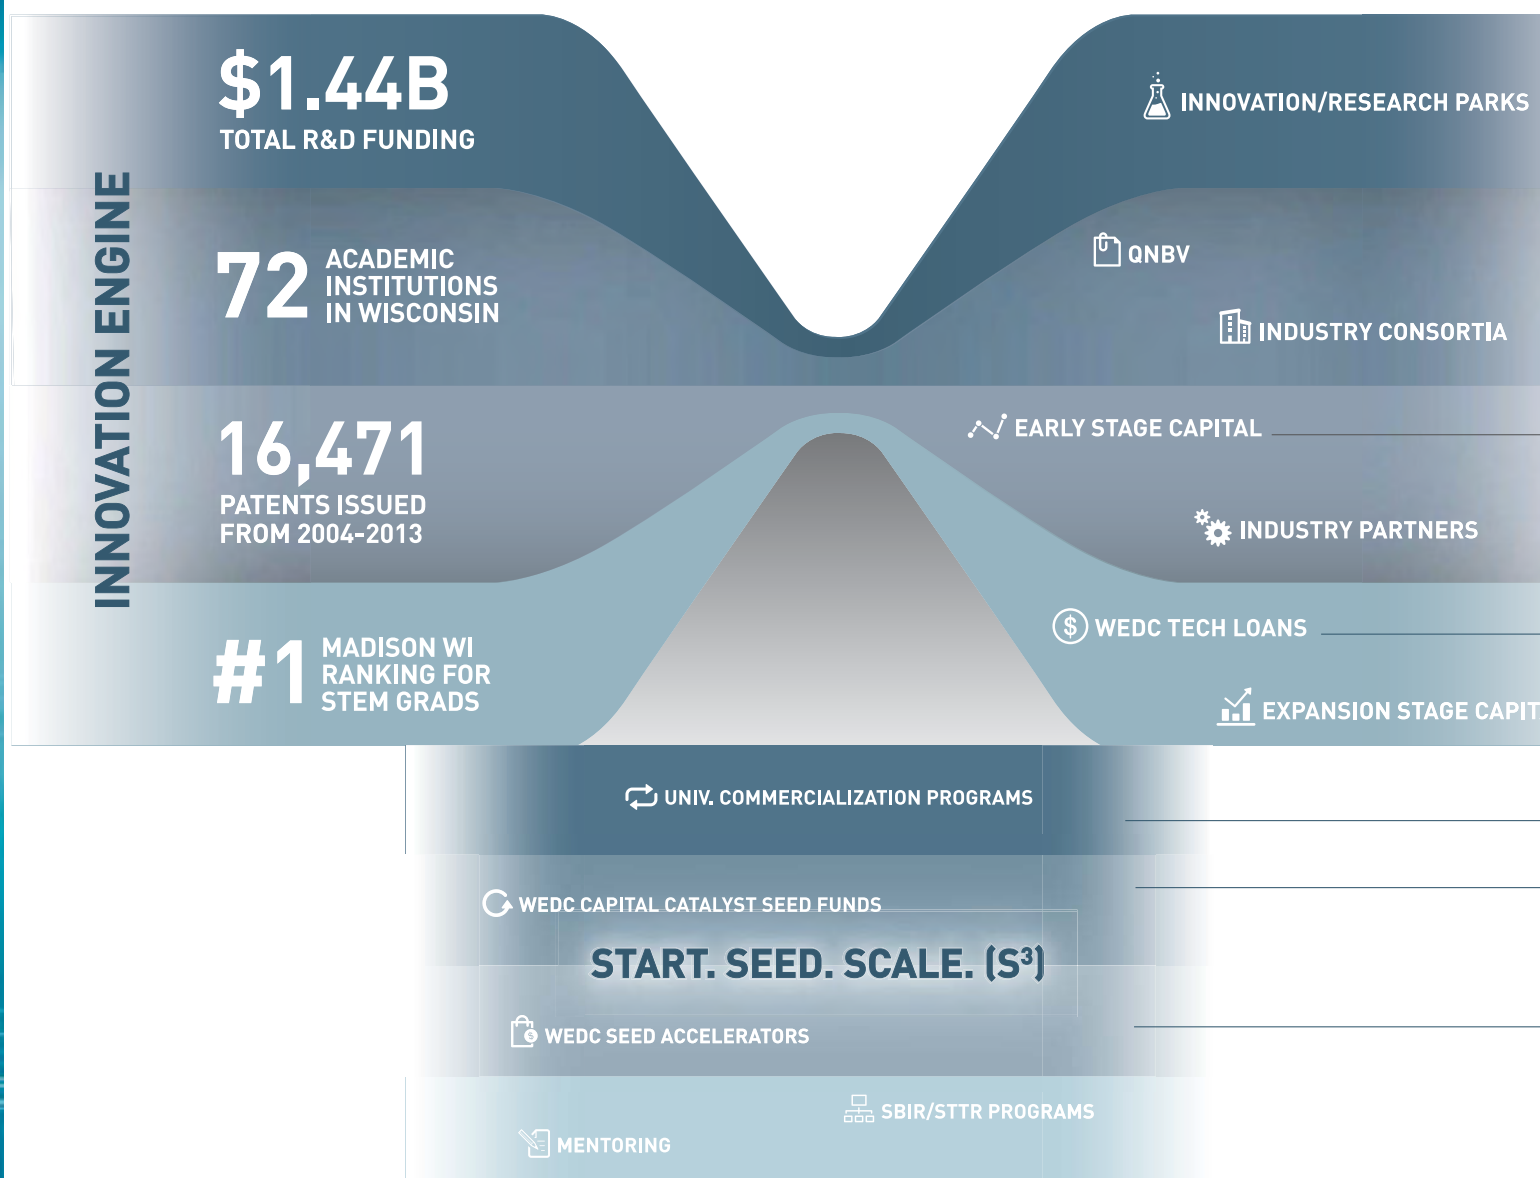 INNOVATION ENGINE
$1.44B
TOTAL R&D FUNDING
72
ACADEMIC
INSTITUTIONS
IN WISCONSIN
16,471
PATENTS ISSUED
FROM 2004-2013
#1
MADISON WI
RANKING FOR
STEM GRADS
INNOVATION/RESEARCH PARKS
QNBV
INDUSTRY CONSORTIA
EARLY STAGE CAPITAL
INDUSTRY PARTNERS
WEDC TECH LOANS
EXPANSION STAGE CAPIT
UNIV. COMMERCIALIZATION PROGRAMS
WEDC CAPITAL CATALYST SEED FUNDS
START. SEED. SCALE. (S³)
WEDC SEED ACCELERATORS
SBIR/STTR PROGRAMS
MENTORING